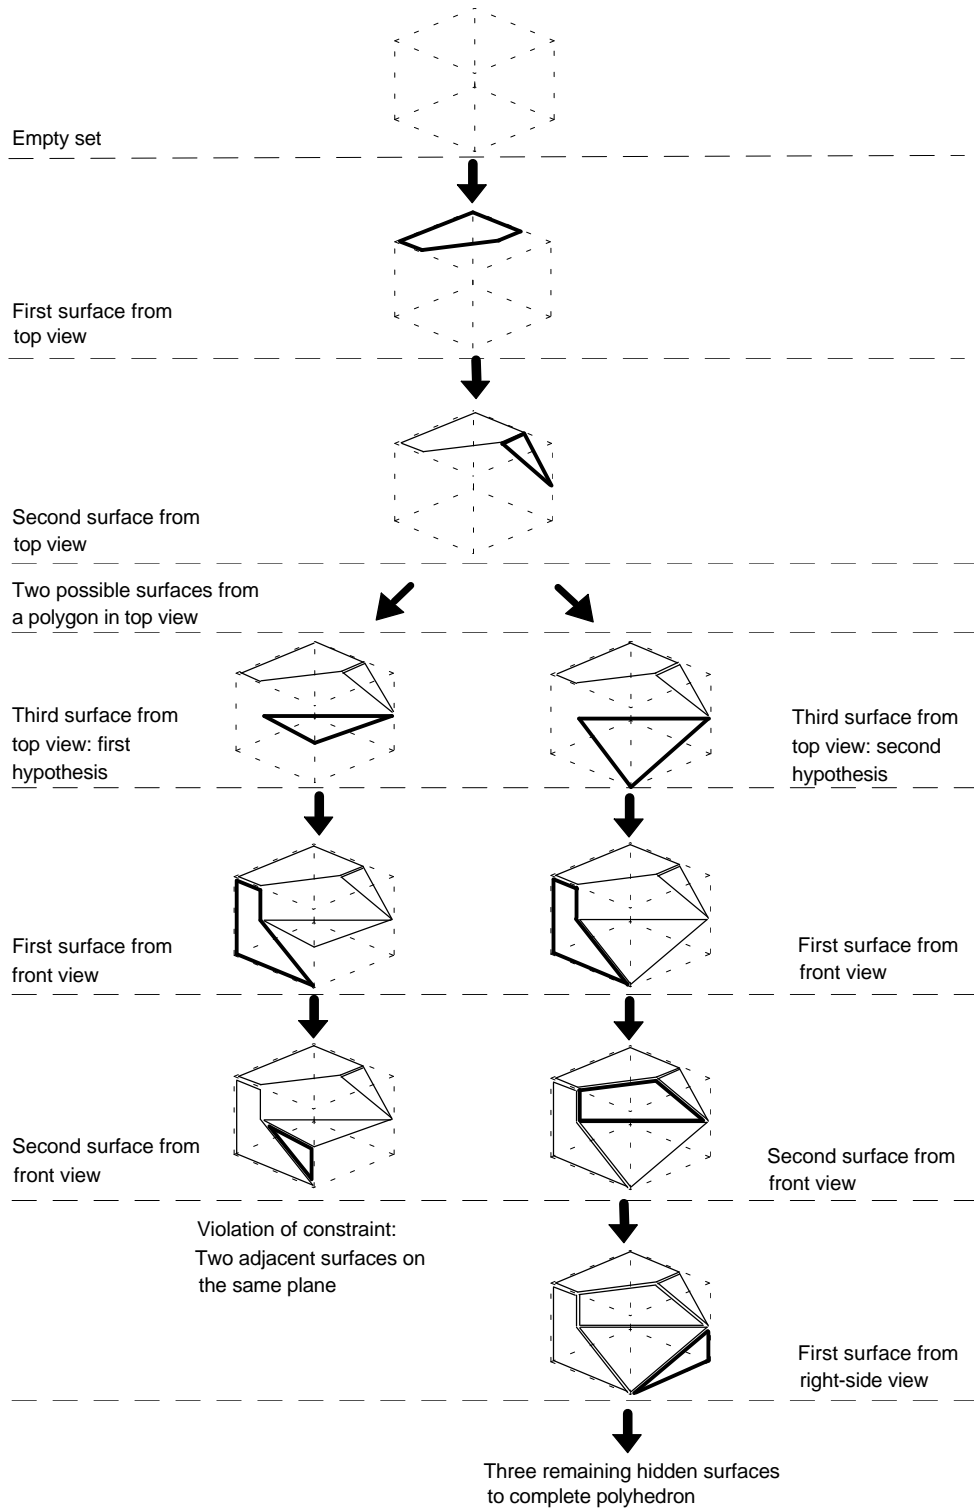 Empty set
First surface from
top view
Second surface from
top view
Two possible surfaces from
a polygon in top view
Third surface from
top view: first
hypothesis
Third surface from
top view: second
hypothesis
First surface from
front view
First surface from
front view
Second surface from
front view
Second surface from
front view
Violation of constraint:
Two adjacent surfaces on
the same plane
First surface from
right-side view
Three remaining hidden surfaces
to complete polyhedron